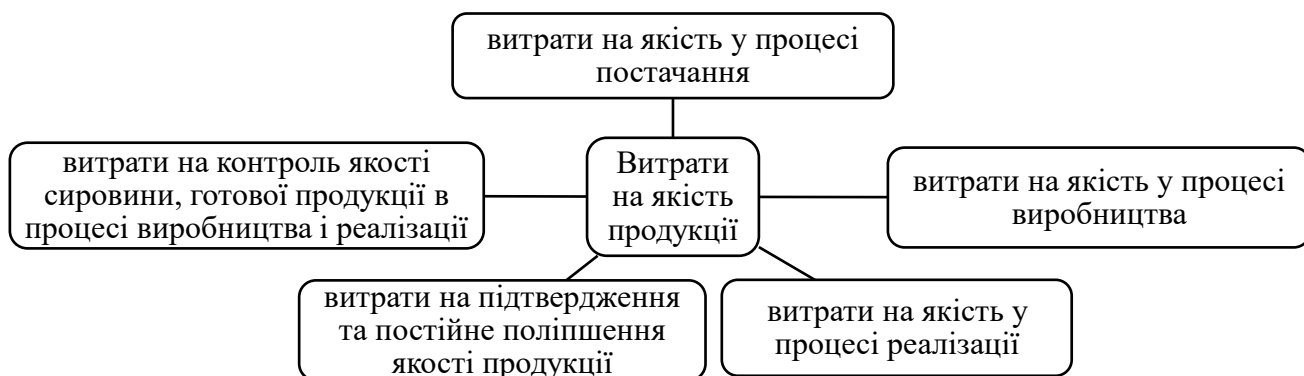 витрати на якість у процесі
постачання
витрати на контроль якості
сировини, готової продукції в
процесі виробництва і реалізації
Витрати
на якість
продукції
витрати на якість у процесі
виробництва
витрати на підтвердження
та постійне поліпшення
якості продукції
витрати на якість у
процесі реалізації